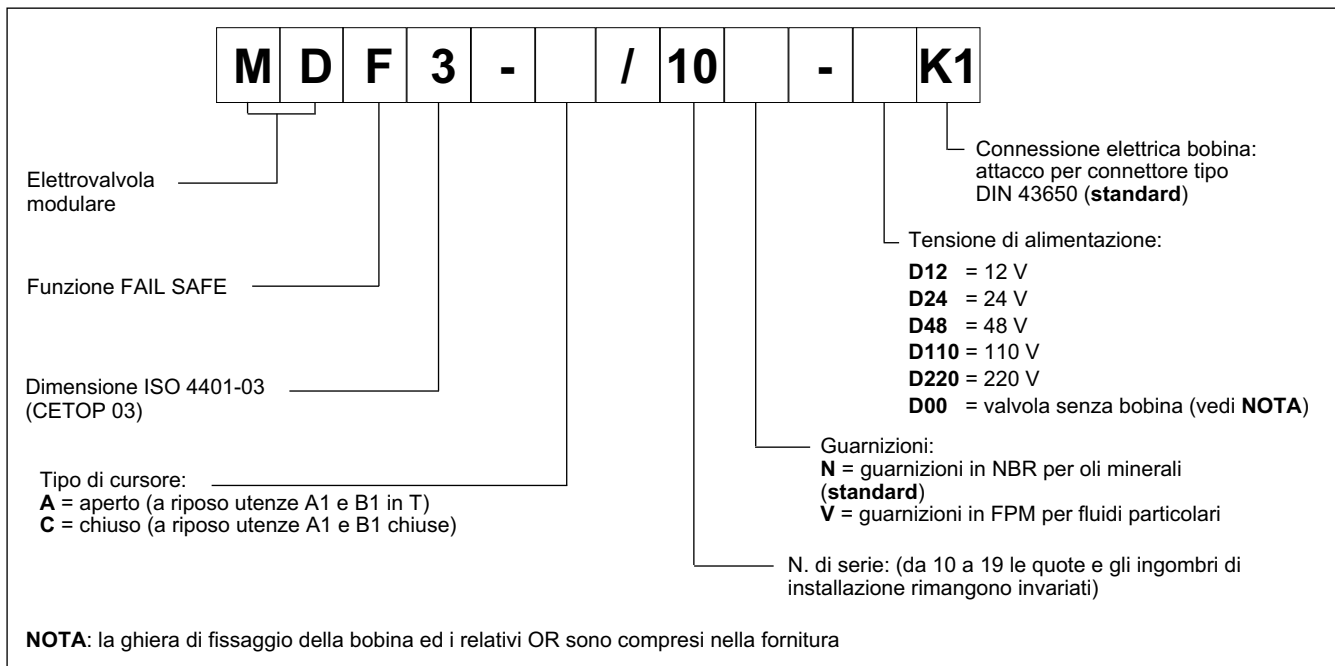 M D F 3 - / 10 - K1
Connessione elettrica bobina:
attacco per connettore tipo
DIN 43650 (standard)
Elettrovalvola
modulare
Tensione di alimentazione:
D12 = 12 V
D24 = 24 V
D48 = 48 V
D110 = 110 V
D220 = 220 V
D00 = valvola senza bobina (vedi NOTA)
Funzione FAIL SAFE
Dimensione ISO 4401-03
(CETOP 03)
Guarnizioni:
N = guarnizioni in NBR per oli minerali
(standard)
V = guarnizioni in FPM per fluidi particolari
Tipo di cursore:
A = aperto (a riposo utenze A1 e B1 in T)
C = chiuso (a riposo utenze A1 e B1 chiuse)
N. di serie: (da 10 a 19 le quote e gli ingombri di
installazione rimangono invariati)
NOTA: la ghiera di fissaggio della bobina ed i relativi OR sono compresi nella fornitura